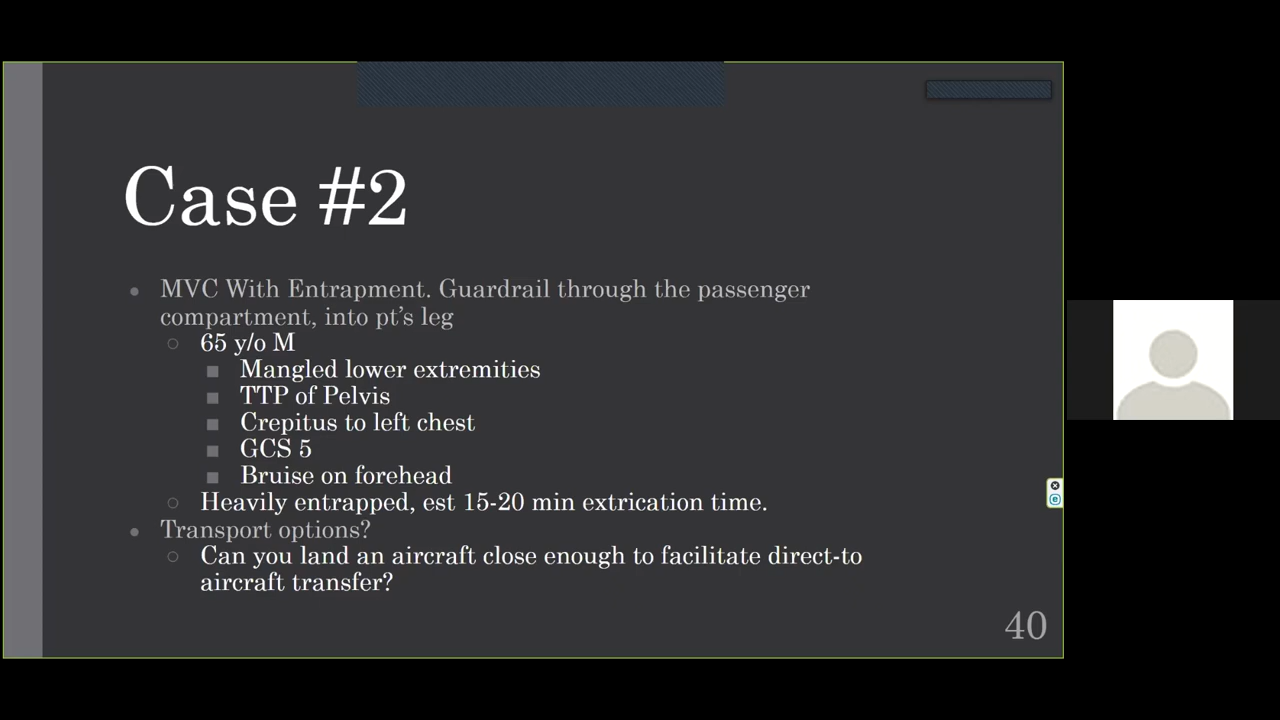 Case #2
MVC With Entrapment. Guardrail through the passenger
compartment, into pt’s leg
65 y/o M
Mangled lower extremities
TTP of Pelvis
Crepitus to left chest
GCS 5
Bruise on forehead
Heavily entrapped, est 15-20 min extrication time.
Transport options?
Can you land an aircraft close enough to facilitate direct-to
aircraft transfer?
40